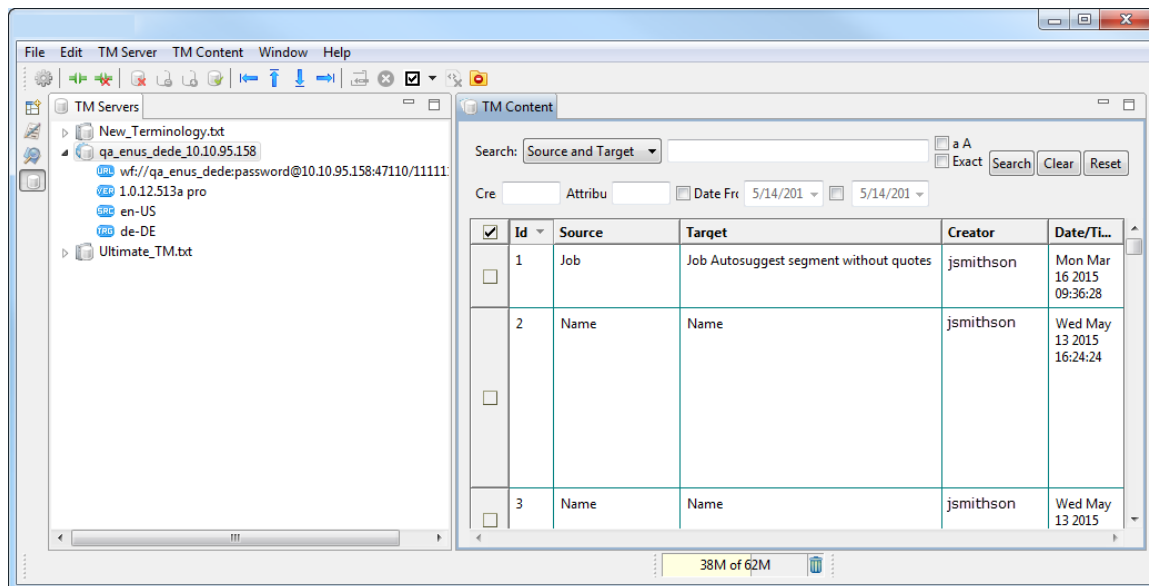 File Edit TM Server TM Content Window Help
TM Servers
New_Terminology.txt
qa_enus_dede_10.10.95.158
URL wf://qa_enus_dede:password@10.10.95.158:47110/11111
VER 1.0.12.513a pro
SRC en-US
TRG de-DE
Ultimate_TM.txt
TM Content
Search: Source and Target a A Exact Search Clear Reset
Cre Attribu Date Frc 5/14/201 5/14/201
Id Source Target Creator Date/Ti...
1 Job Job Autosuggest segment without quotes jsmithson Mon Mar
16 2015
09:36:28
2 Name Name jsmithson Wed May
13 2015
16:24:24
3 Name Name jsmithson Wed May
13 2015
38M of 62M